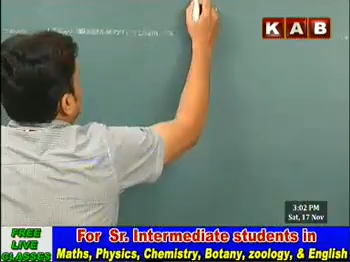 KAB
3:02 PM
Sat, 17 Nov
FREE
LIVE
CLASSES
For Sr. Intermediate students in
Maths, Physics, Chemistry, Botany, zoology, & English